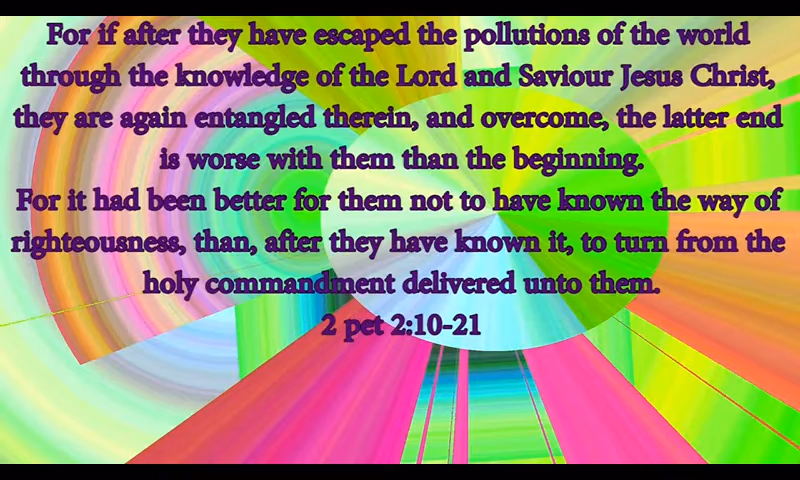 For if after they have escaped the pollutions of the world
through the knowledge of the Lord and Saviour Jesus Christ,
they are again entangled therein, and overcome, the latter end
is worse with them than the beginning.
For it had been better for them not to have known the way of
righteousness, than, after they have known it, to turn from the
holy commandment delivered unto them.
2 pet 2:10-21